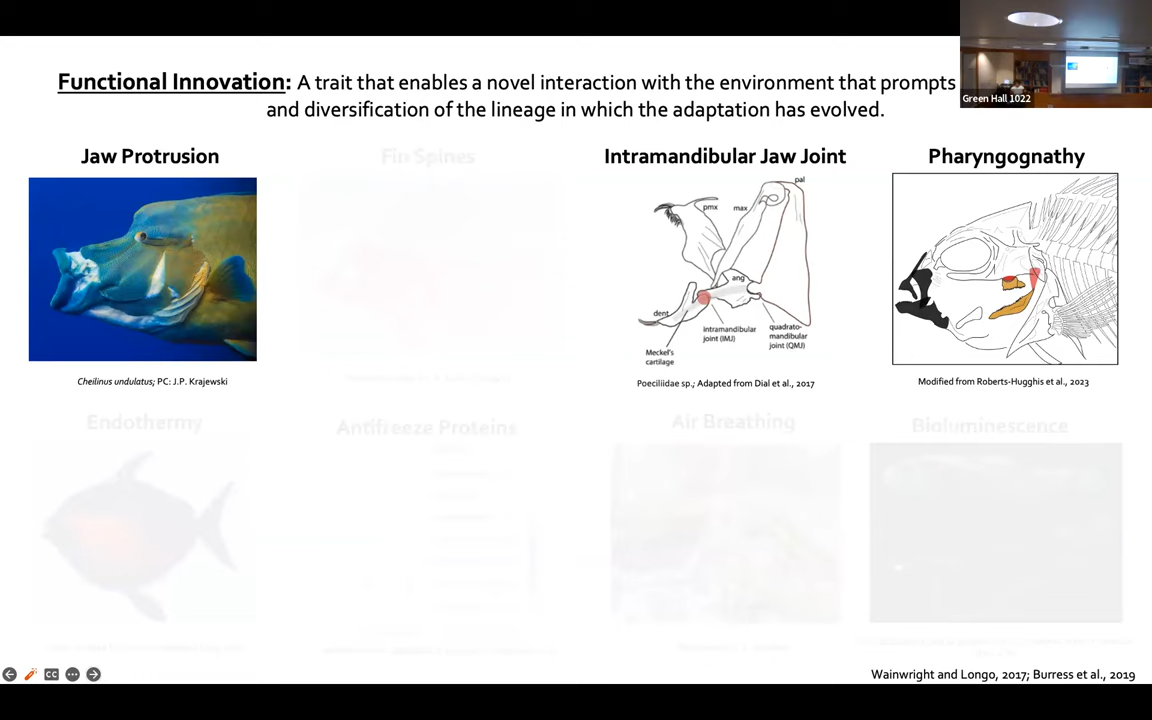 Functional Innovation: A trait that enables a novel interaction with the environment that prompts
Green Hall 1022
and diversification of the lineage in which the adaptation has evolved.
Jaw Protrusion
Fin Spines
Intramandibular Jaw Joint
Pharyngognathy
pal
pmx
max
ang
dent
intramandibular
joint (IMJ)
quadrato-
mandibular
joint (QMJ)
Meckel's
cartilage
Cheilinus undulatus; PC: J.P. Krajewski
Poeciliidae sp.; Adapted from Dial et al., 2017
Modified from Roberts-Hugghis et al., 2023
Endothermy
Antifreeze Proteins
Air Breathing
Bioluminescence
CC
Wainwright and Longo, 2017; Burress et al., 2019